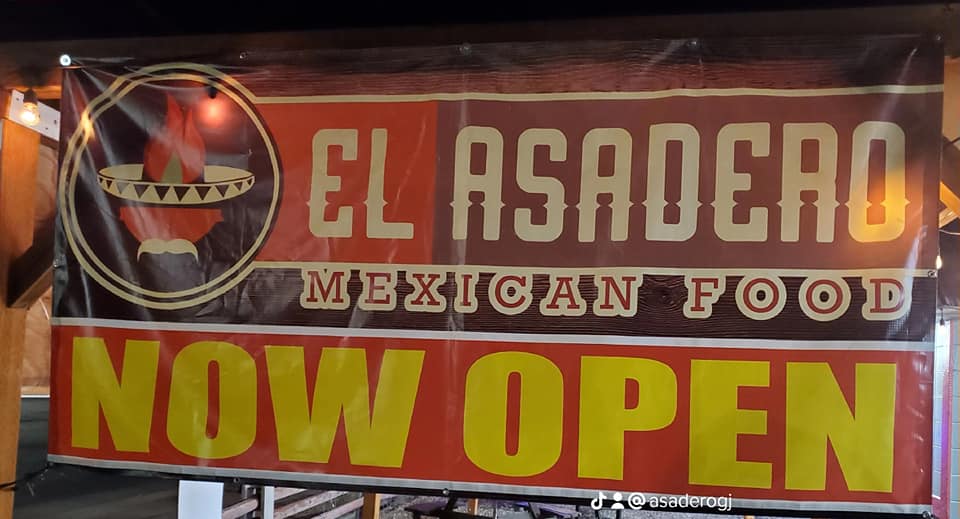 EL ASADERO
MEXICAN FOOD
NOW OPEN
@asaderogj